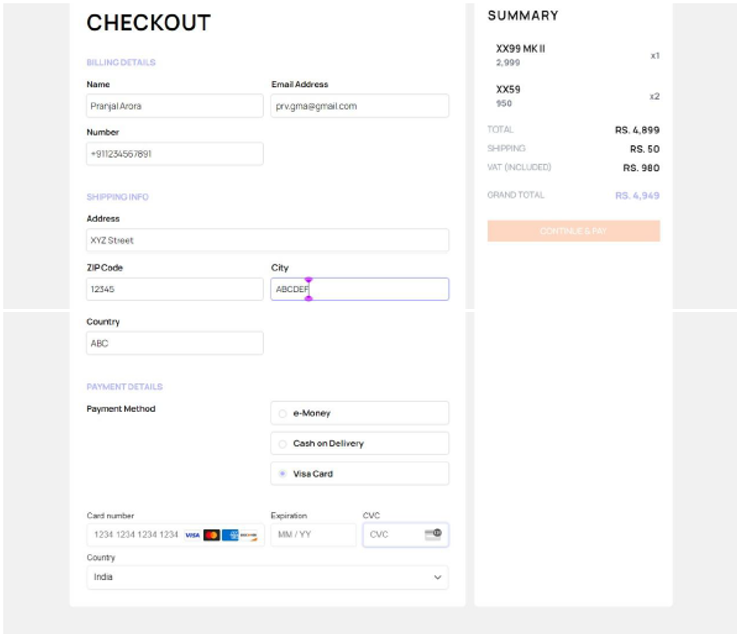 CHECKOUT
BILLING DETAILS
Name
Email Address
Pranjal Arora
prv.gma@gmail.com
Number
+911234567891
SHIPPING INFO
Address
XYZ Street
ZIP Code
City
12345
ABCDEF
Country
ABC
PAYMENT DETAILS
Payment Method
e-Money
Cash on Delivery
Visa Card
Card number
Expiration
CVC
1234 1234 1234 1234
VISA
MM / YY
CVC
Country
India
SUMMARY
XX99 MK II
2,999
x1
XX59
950
x2
TOTAL
RS. 4,899
SHIPPING
RS. 50
VAT (INCLUDED)
RS. 980
GRAND TOTAL
RS. 4,949
CONTINUE & PAY